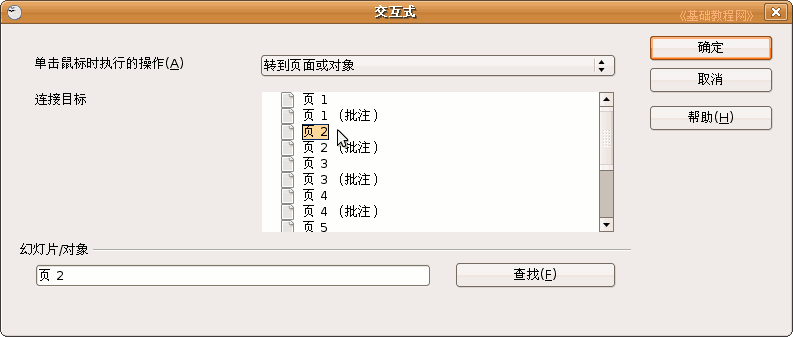 交互式
《基础教程网》
单击鼠标时执行的操作(A)
转到页面或对象
确定
取消
帮助(H)
连接目标
页 1
页 1 (批注)
页 2
页 2 (批注)
页 3
页 3 (批注)
页 4
页 4 (批注)
页 5
幻灯片/对象
页 2
查找(F)